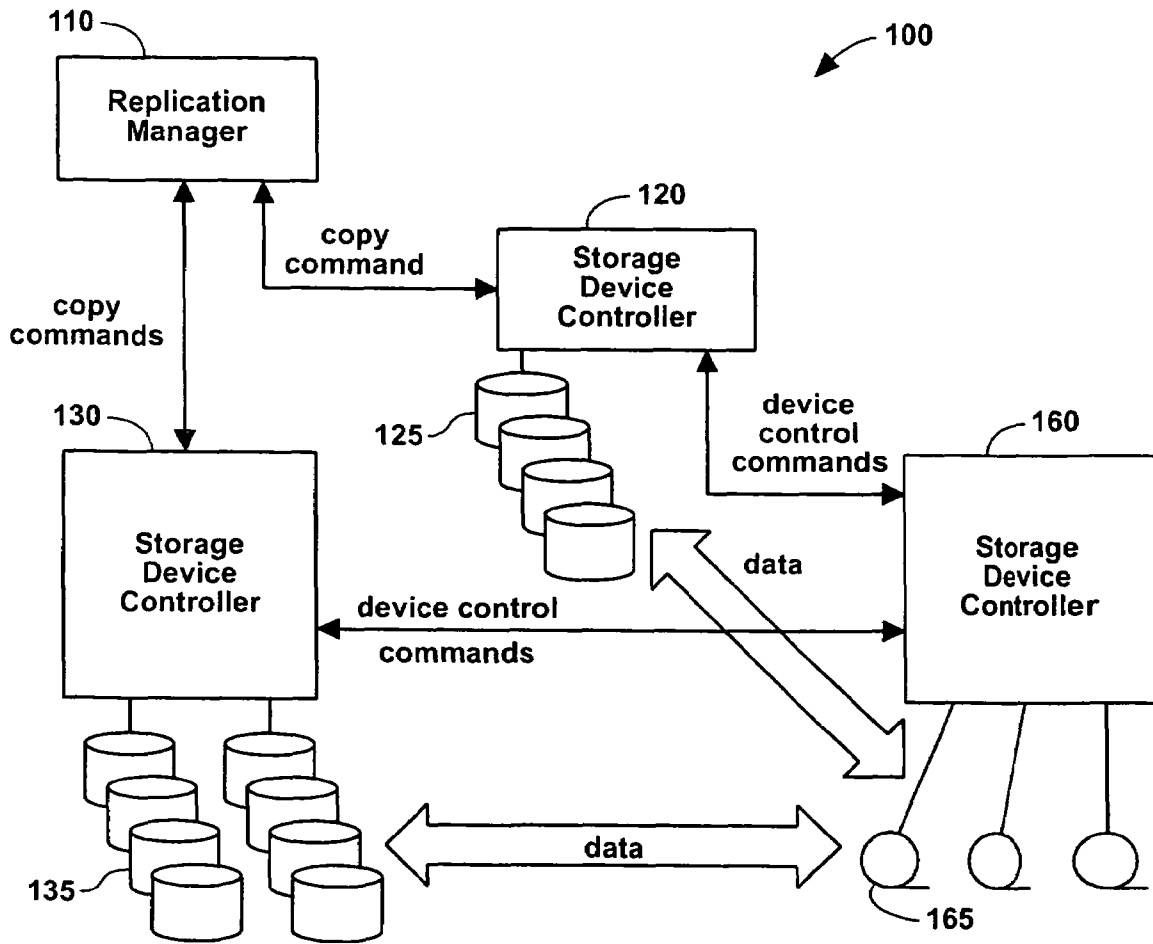 110
100
Replication
Manager
120
copy
command
Storage
Device
Controller
copy
commands
130
125
device
control
commands
160
Storage
Device
Controller
data
Storage
Device
Controller
device control
commands
135
data
165